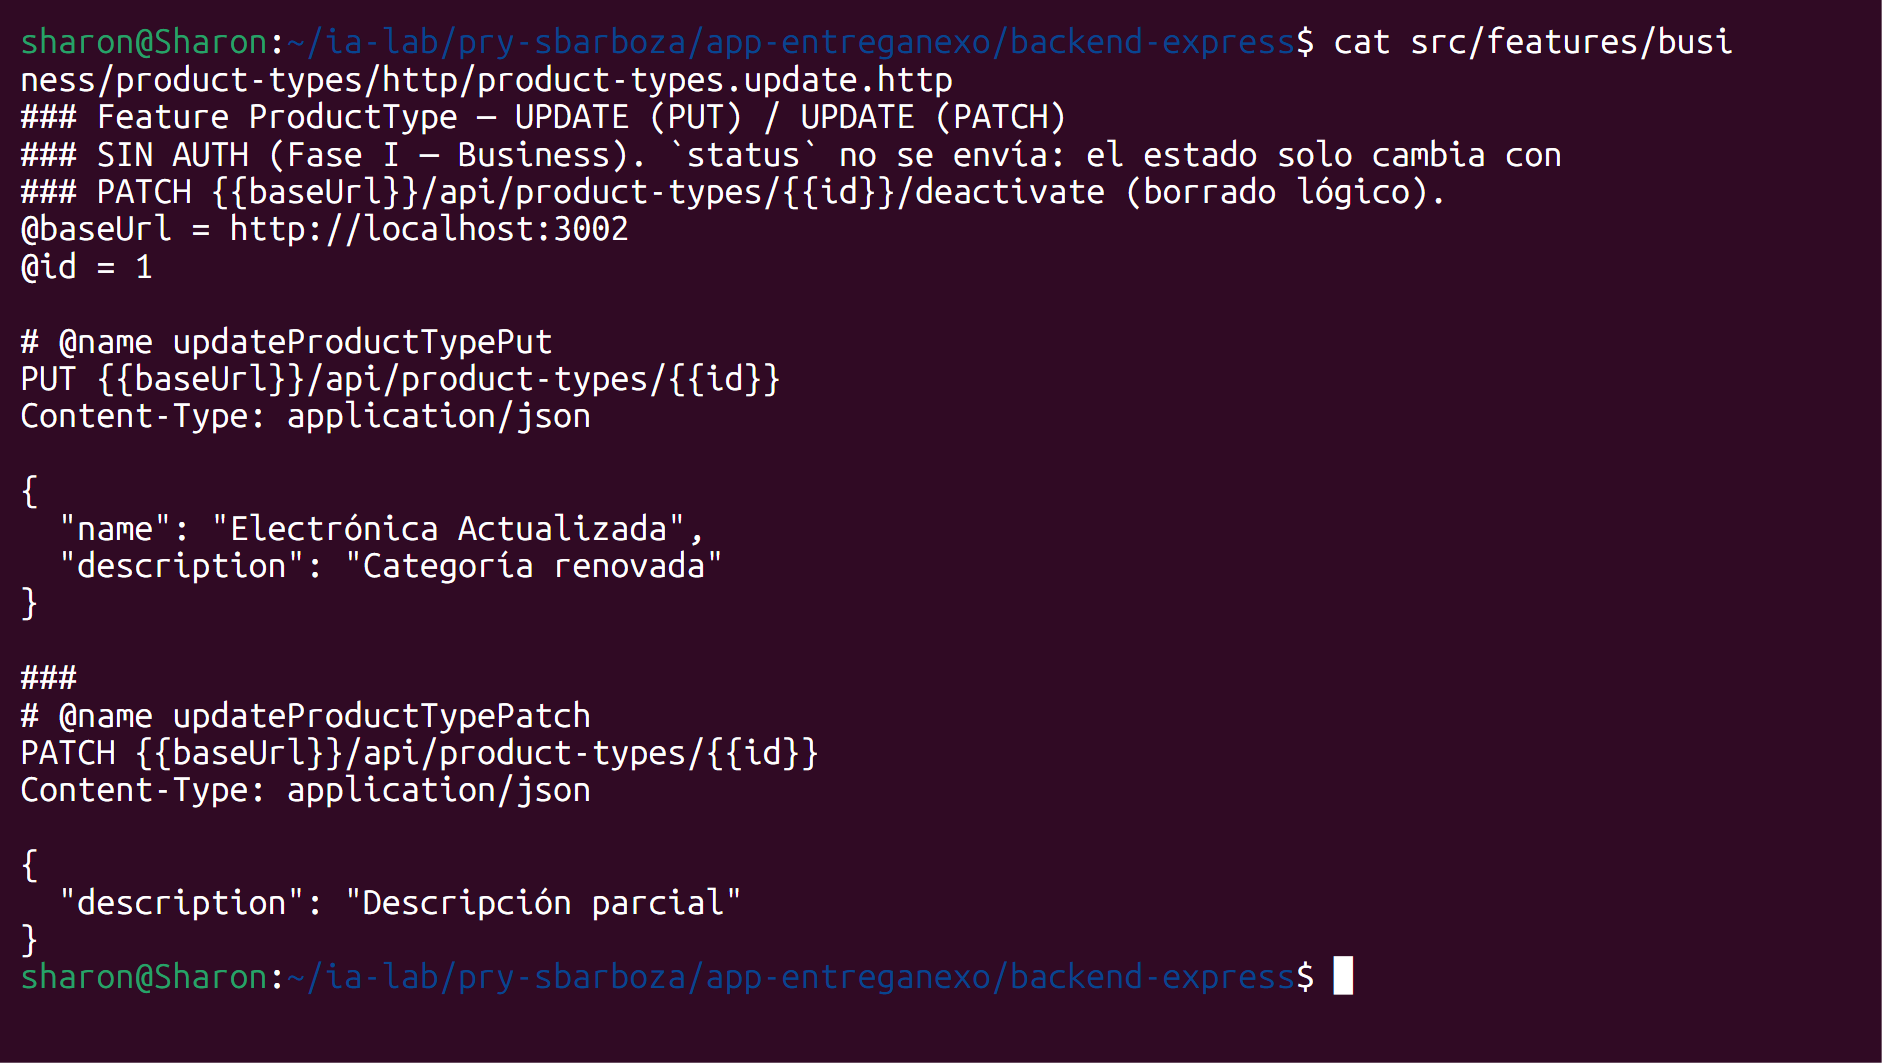 sharon@Sharon:~/ia-lab/pry-sbarboza/app-entreganexo/backend-express$ cat src/features/busi
ness/product-types/http/product-types.update.http
### Feature ProductType — UPDATE (PUT) / UPDATE (PATCH)
### SIN AUTH (Fase I — Business). `status` no se envía: el estado solo cambia con
### PATCH {{baseUrl}}/api/product-types/{{id}}/deactivate (borrado lógico).
@baseUrl = http://localhost:3002
@id = 1

# @name updateProductTypePut
PUT {{baseUrl}}/api/product-types/{{id}}
Content-Type: application/json

{
  "name": "Electrónica Actualizada",
  "description": "Categoría renovada"
}

###
# @name updateProductTypePatch
PATCH {{baseUrl}}/api/product-types/{{id}}
Content-Type: application/json

{
  "description": "Descripción parcial"
}
sharon@Sharon:~/ia-lab/pry-sbarboza/app-entreganexo/backend-express$